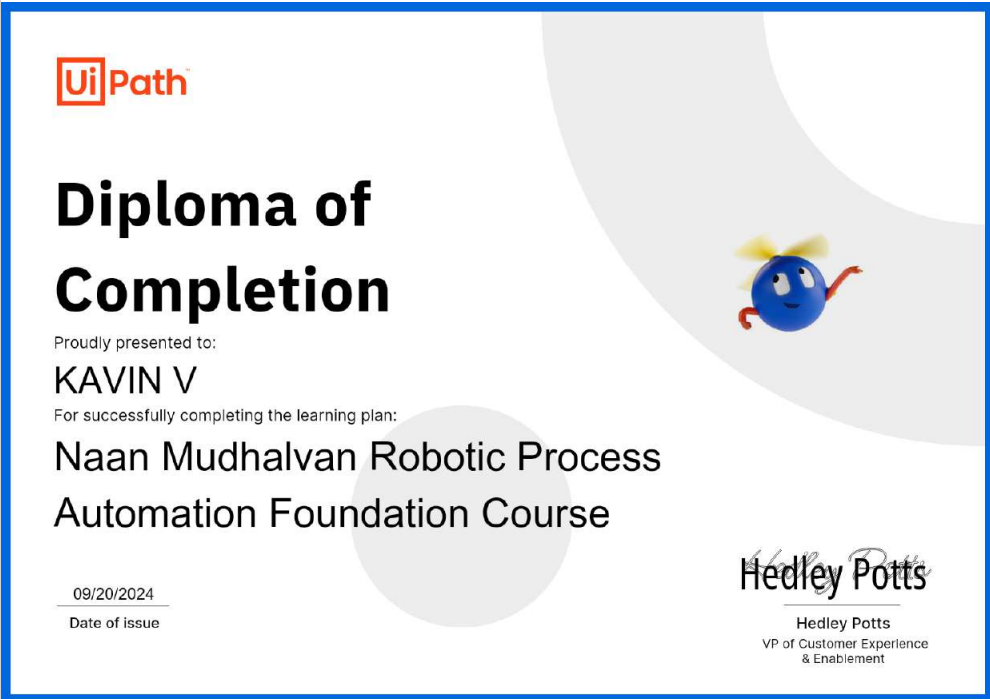 UiPath™
Diploma of
Completion
Proudly presented to:
KAVIN V
For successfully completing the learning plan:
Naan Mudhalvan Robotic Process
Automation Foundation Course
09/20/2024
Date of issue
Hedley Potts
Hedley Potts
VP of Customer Experience
& Enablement